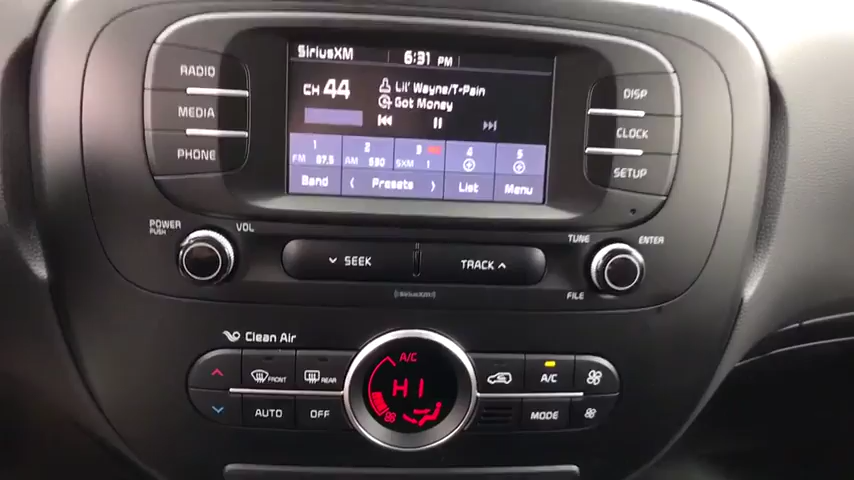 SiriusXM 6:31 PM
CH 44
Lil' Wayne/T-Pain
Got Money
1 2 3 4 5
FM 87.5 AM 530 SXM 1
Band Presets List Menu
RADIO
MEDIA
PHONE
DISP
CLOCK
SETUP
POWER
PUSH
VOL
SEEK
TRACK
TUNE
ENTER
FILE
SiriusXM
Clean Air
FRONT
REAR
AUTO
OFF
A/C
HI
A/C
MODE